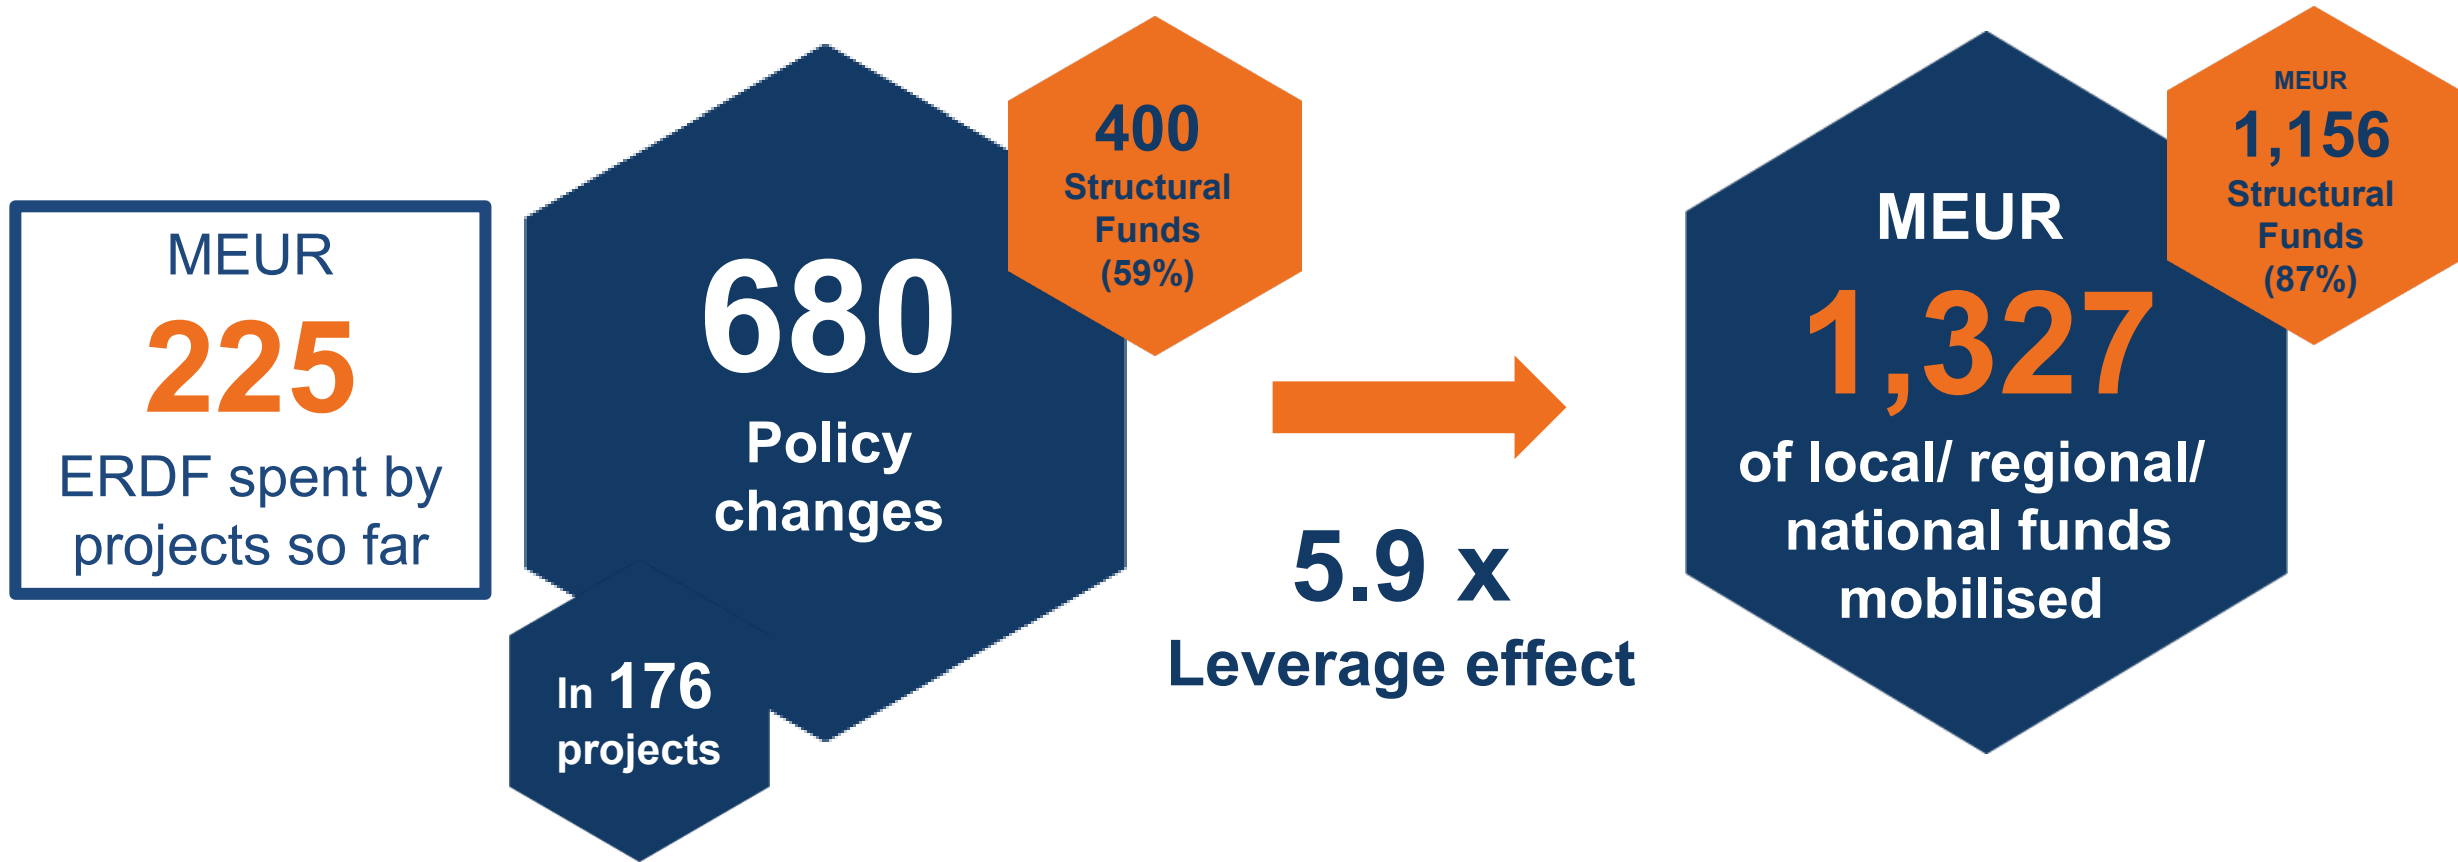 MEUR
225
ERDF spent by
projects so far
680
Policy
changes
400
Structural
Funds
(59%)
In 176
projects
5.9 x
Leverage effect
MEUR
1,327
of local/ regional/
national funds
mobilised
MEUR
1,156
Structural
Funds
(87%)